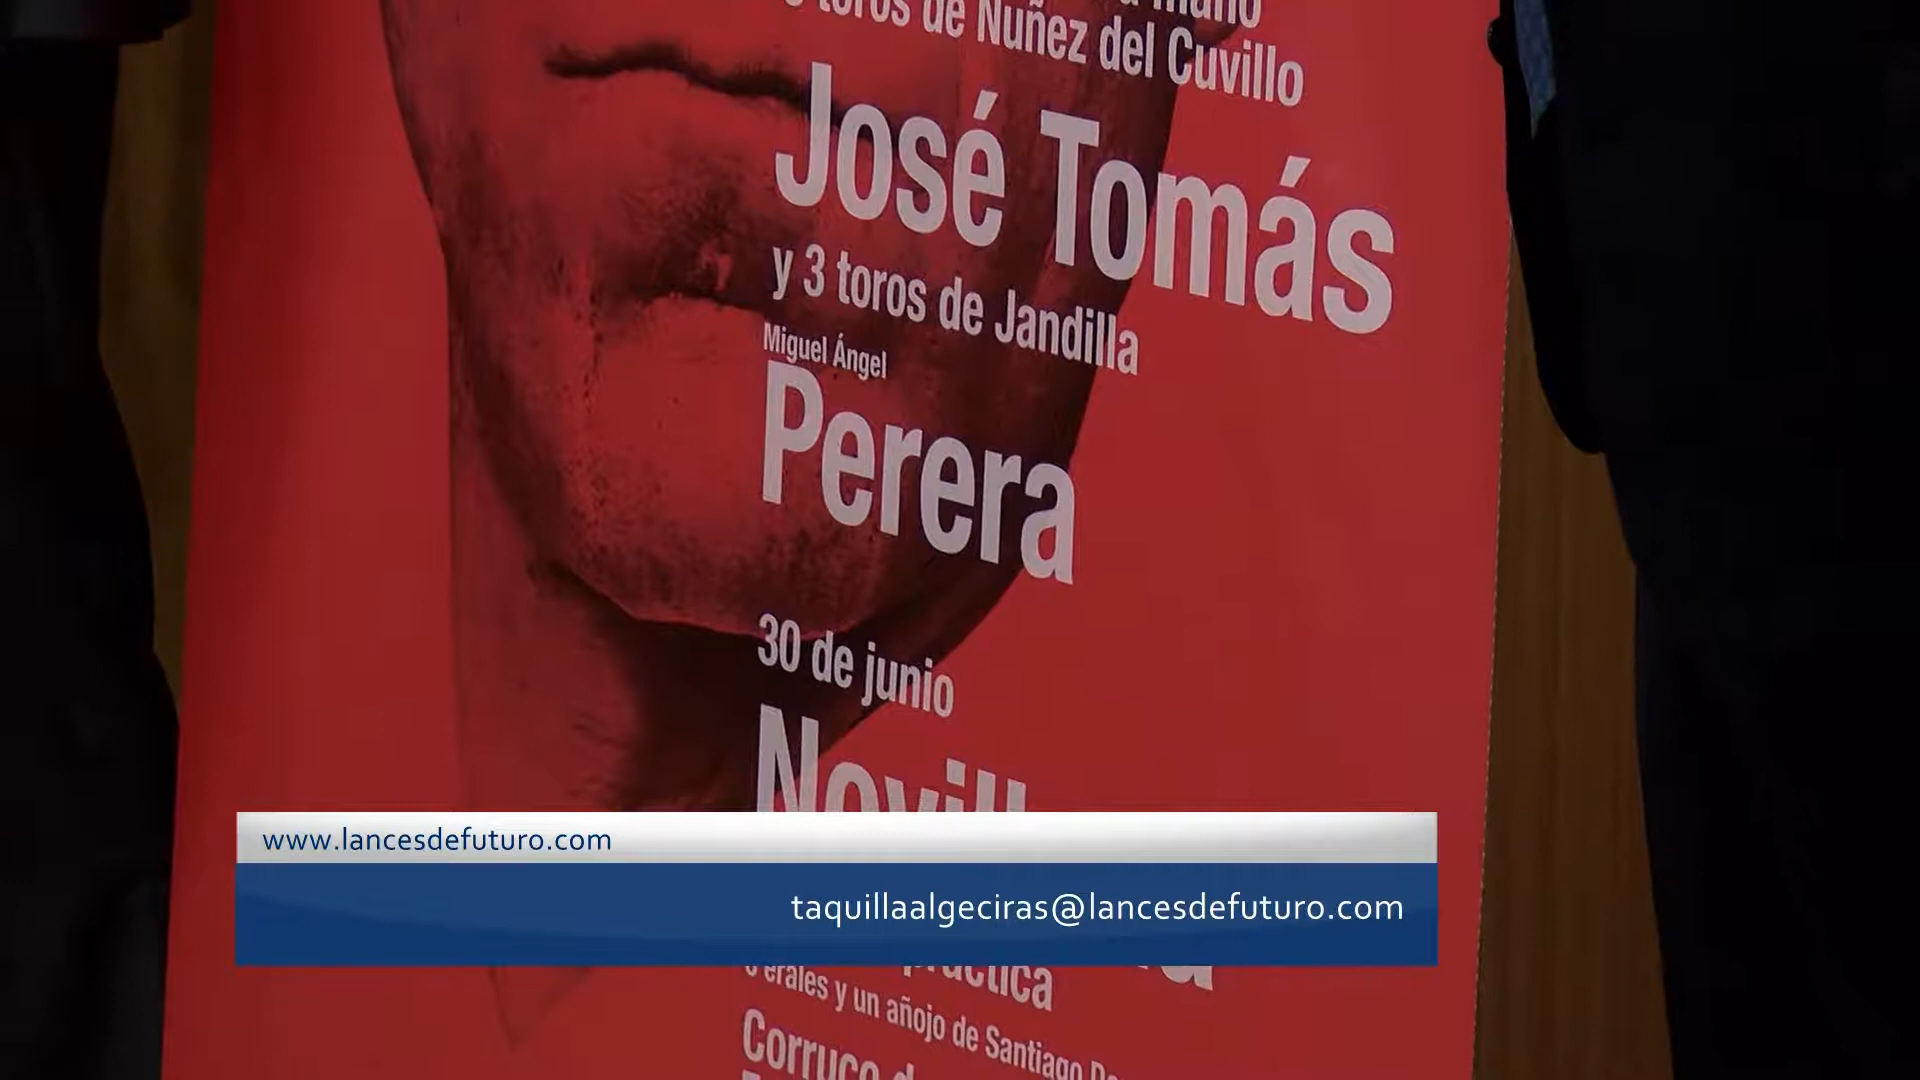 mano
toros de Nuñez del Cuvillo
José Tomás
y 3 toros de Jandilla
Miguel Ángel
Perera
30 de junio
www.lancesdefuturo.com
taquillaalgeciras@lancesdefuturo.com
práctica
erales y un añojo de Santiago